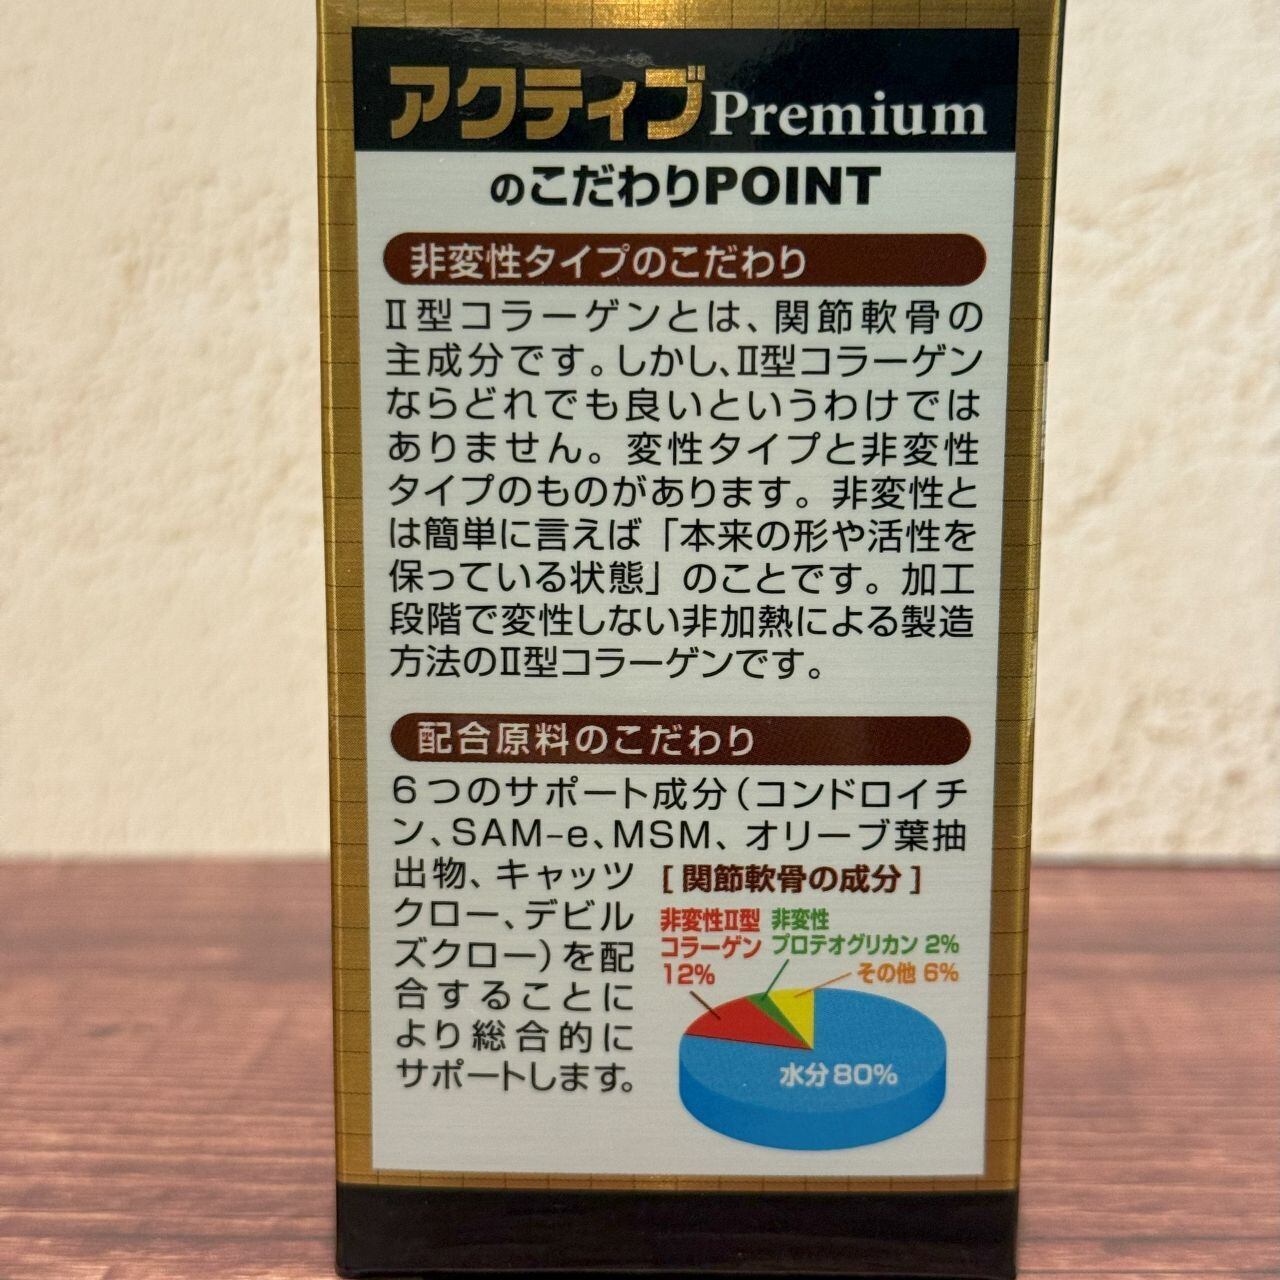 アクティブPremium
のこだわりPOINT
非変性タイプのこだわり
Ⅱ型コラーゲンとは、関節軟骨の
主成分です。しかし、Ⅱ型コラーゲン
ならどれでも良いというわけでは
ありません。変性タイプと非変性
タイプのものがあります。非変性と
は簡単に言えば「本来の形や活性を
保っている状態」のことです。加工
段階で変性しない非加熱による製造
方法のⅡ型コラーゲンです。
配合原料のこだわり
6つのサポート成分(コンドロイチ
ン、SAM-e、MSM、オリーブ葉抽
出物、キャッツ
クロー、デビル
ズクロー)を配
合することに
より総合的に
サポートします。
[関節軟骨の成分]
非変性Ⅱ型
コラーゲン
12%
非変性
プロテオグリカン 2%
その他 6%
水分80%